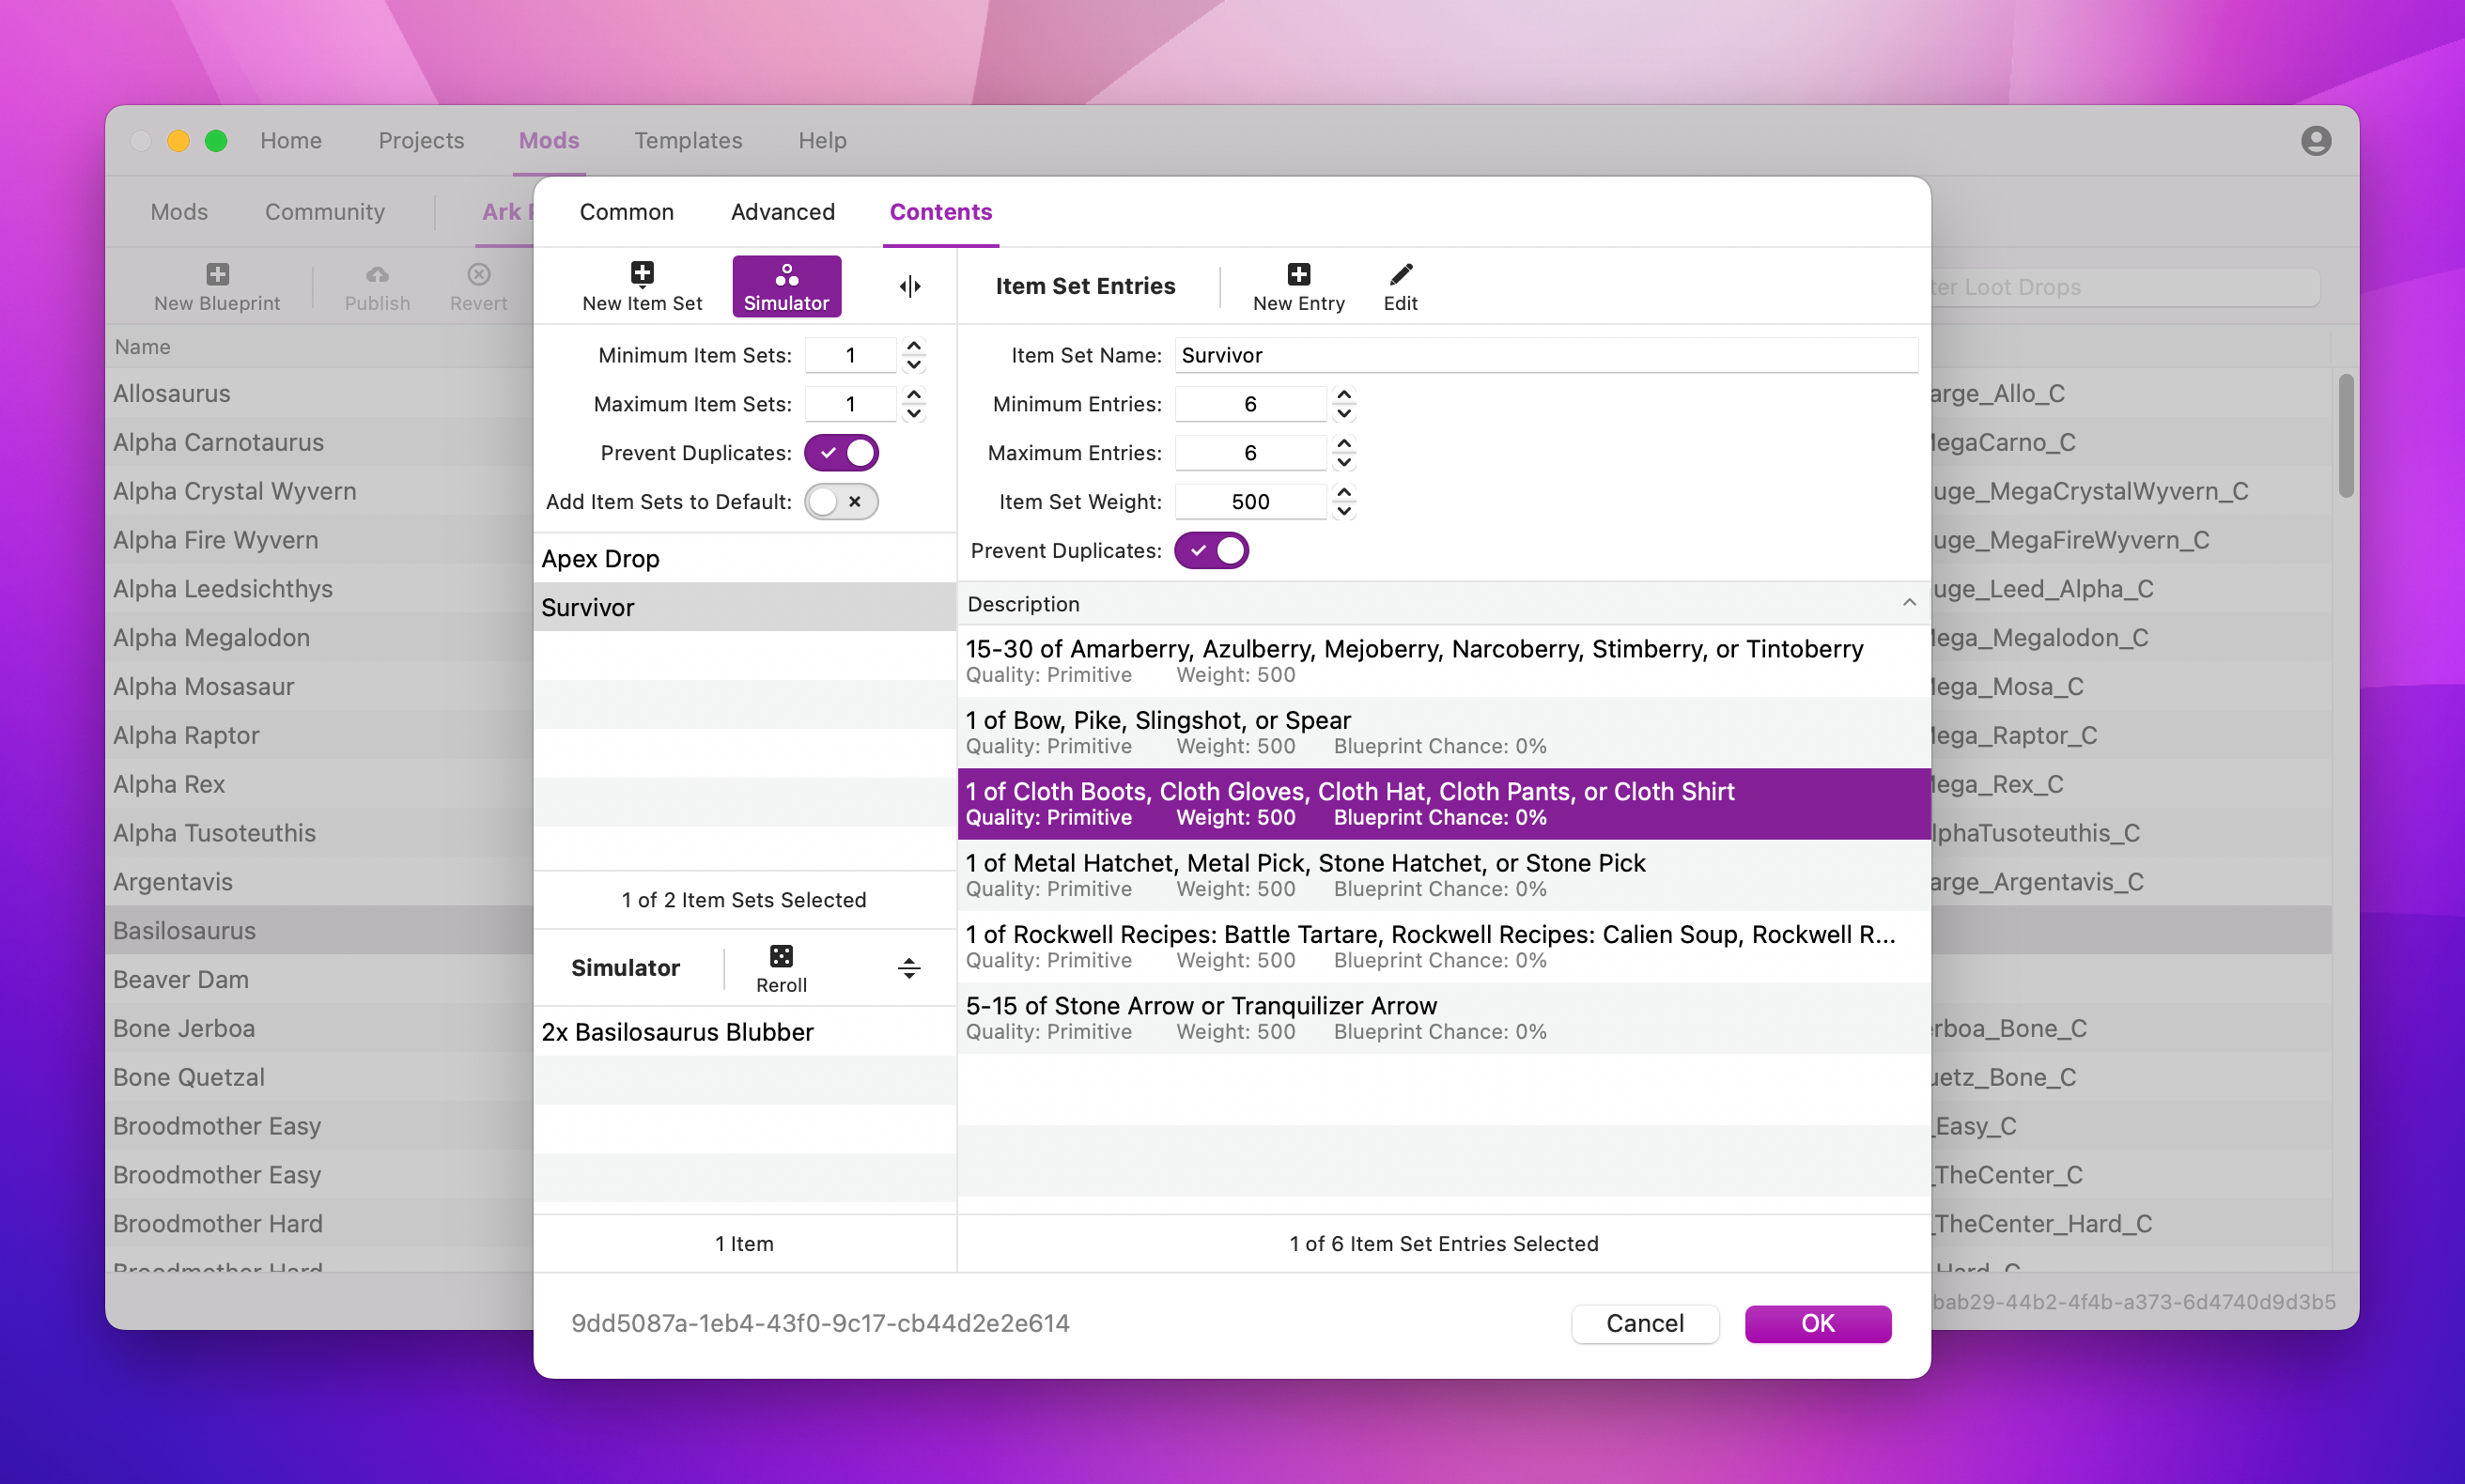 Home Projects Mods Templates Help
Mods Community Ark
New Blueprint Publish Revert
Loot Drops
Name
Allosaurus
Alpha Carnotaurus
Alpha Crystal Wyvern
Alpha Fire Wyvern
Alpha Leedsichthys
Alpha Megalodon
Alpha Mosasaur
Alpha Raptor
Alpha Rex
Alpha Tusoteuthis
Argentavis
Basilosaurus
Beaver Dam
Bone Jerboa
Bone Quetzal
Broodmother Easy
Broodmother Easy
Broodmother Hard
Broodmother Hard
Common Advanced Contents
New Item Set Simulator
Minimum Item Sets: 1
Maximum Item Sets: 1
Prevent Duplicates:
Add Item Sets to Default:
Apex Drop
Survivor
1 of 2 Item Sets Selected
Simulator Reroll
2x Basilosaurus Blubber
1 Item
Item Set Entries New Entry Edit
Item Set Name: Survivor
Minimum Entries: 6
Maximum Entries: 6
Item Set Weight: 500
Prevent Duplicates:
Description
15-30 of Amarberry, Azulberry, Mejoberry, Narcoberry, Stimberry, or Tintoberry
Quality: Primitive Weight: 500
1 of Bow, Pike, Slingshot, or Spear
Quality: Primitive Weight: 500 Blueprint Chance: 0%
1 of Cloth Boots, Cloth Gloves, Cloth Hat, Cloth Pants, or Cloth Shirt
Quality: Primitive Weight: 500 Blueprint Chance: 0%
1 of Metal Hatchet, Metal Pick, Stone Hatchet, or Stone Pick
Quality: Primitive Weight: 500 Blueprint Chance: 0%
1 of Rockwell Recipes: Battle Tartare, Rockwell Recipes: Calien Soup, Rockwell R...
Quality: Primitive Weight: 500 Blueprint Chance: 0%
5-15 of Stone Arrow or Tranquilizer Arrow
Quality: Primitive Weight: 500 Blueprint Chance: 0%
1 of 6 Item Set Entries Selected
9dd5087a-1eb4-43f0-9c17-cb44d2e2e614
Cancel OK
arge_Allo_C
MegaCarno_C
uge_MegaCrystalWyvern_C
uge_MegaFireWyvern_C
uge_Leed_Alpha_C
Mega_Megalodon_C
Mega_Mosa_C
Mega_Raptor_C
Mega_Rex_C
lphaTusoteuthis_C
arge_Argentavis_C
erboa_Bone_C
uetz_Bone_C
_Easy_C
_TheCenter_C
_TheCenter_Hard_C
_Hard_C
bab29-44b2-4f4b-a373-6d4740d9d3b5